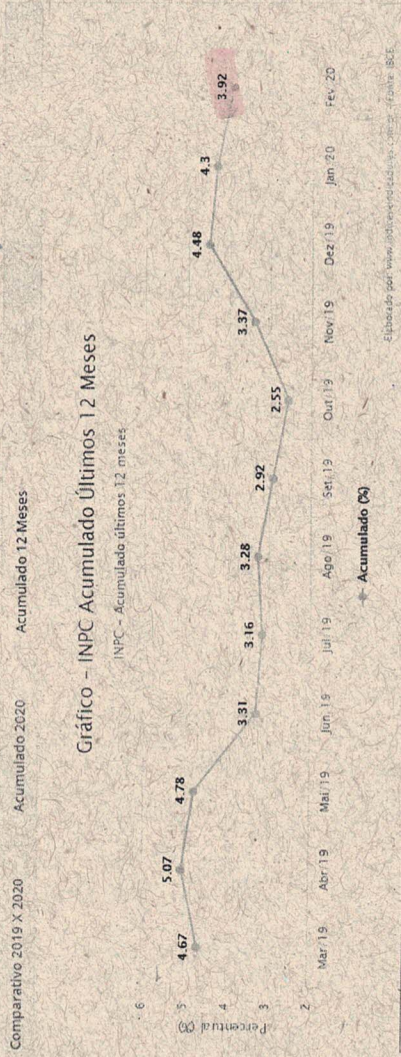 Comparativo 2019 X 2020 Acumulado 2020 Acumulado 12 Meses
Gráfico - INPC Acumulado Últimos 12 Meses
INPC - Acumulado últimos 12 meses
Percentual (%)
6
5
4
3
2
4.67 5.07 4.78 3.31 3.16 3.28 2.92 2.55 3.37 4.48 4.3 3.92
Mar/19 Abr/19 Mai/19 Jun/19 Jul/19 Ago/19 Set/19 Out/19 Nov/19 Dez/19 Jan/20 Fev/20
Acumulado (%)
Elaborado por: Fonte: IBGE